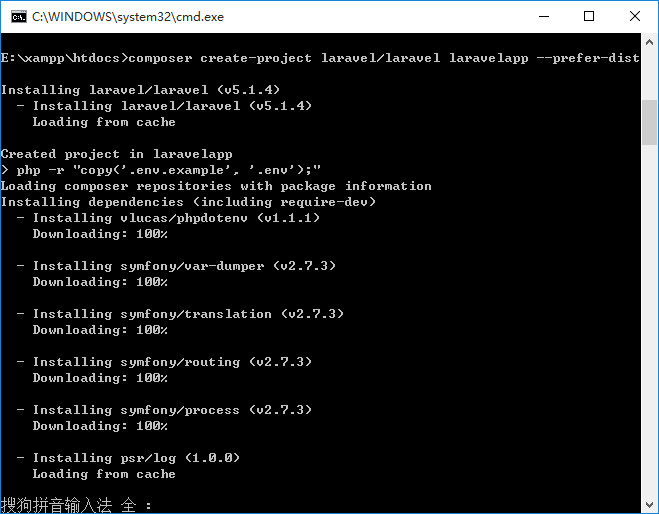 C:\WINDOWS\system32\cmd.exe
E:\xampp\htdocs>composer create-project laravel/laravel laravelapp --prefer-dist
Installing laravel/laravel (v5.1.4)
- Installing laravel/laravel (v5.1.4)
Loading from cache
Created project in laravelapp
> php -r "copy('.env.example', '.env');"
Loading composer repositories with package information
Installing dependencies (including require-dev)
- Installing vlucas/phpdotenv (v1.1.1)
Downloading: 100%
- Installing symfony/var-dumper (v2.7.3)
Downloading: 100%
- Installing symfony/translation (v2.7.3)
Downloading: 100%
- Installing symfony/routing (v2.7.3)
Downloading: 100%
- Installing symfony/process (v2.7.3)
Downloading: 100%
- Installing psr/log (1.0.0)
Loading from cache
搜狗拼音输入法 全 :